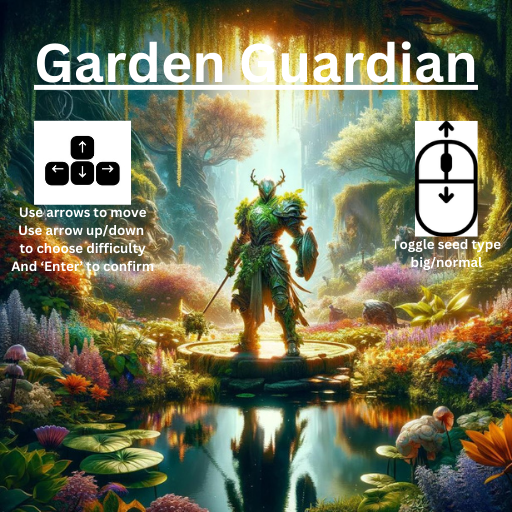 Garden Guardian
Use arrows to move
Use arrow up/down
to choose difficulty
And ‘Enter’ to confirm
Toggle seed type
big/normal